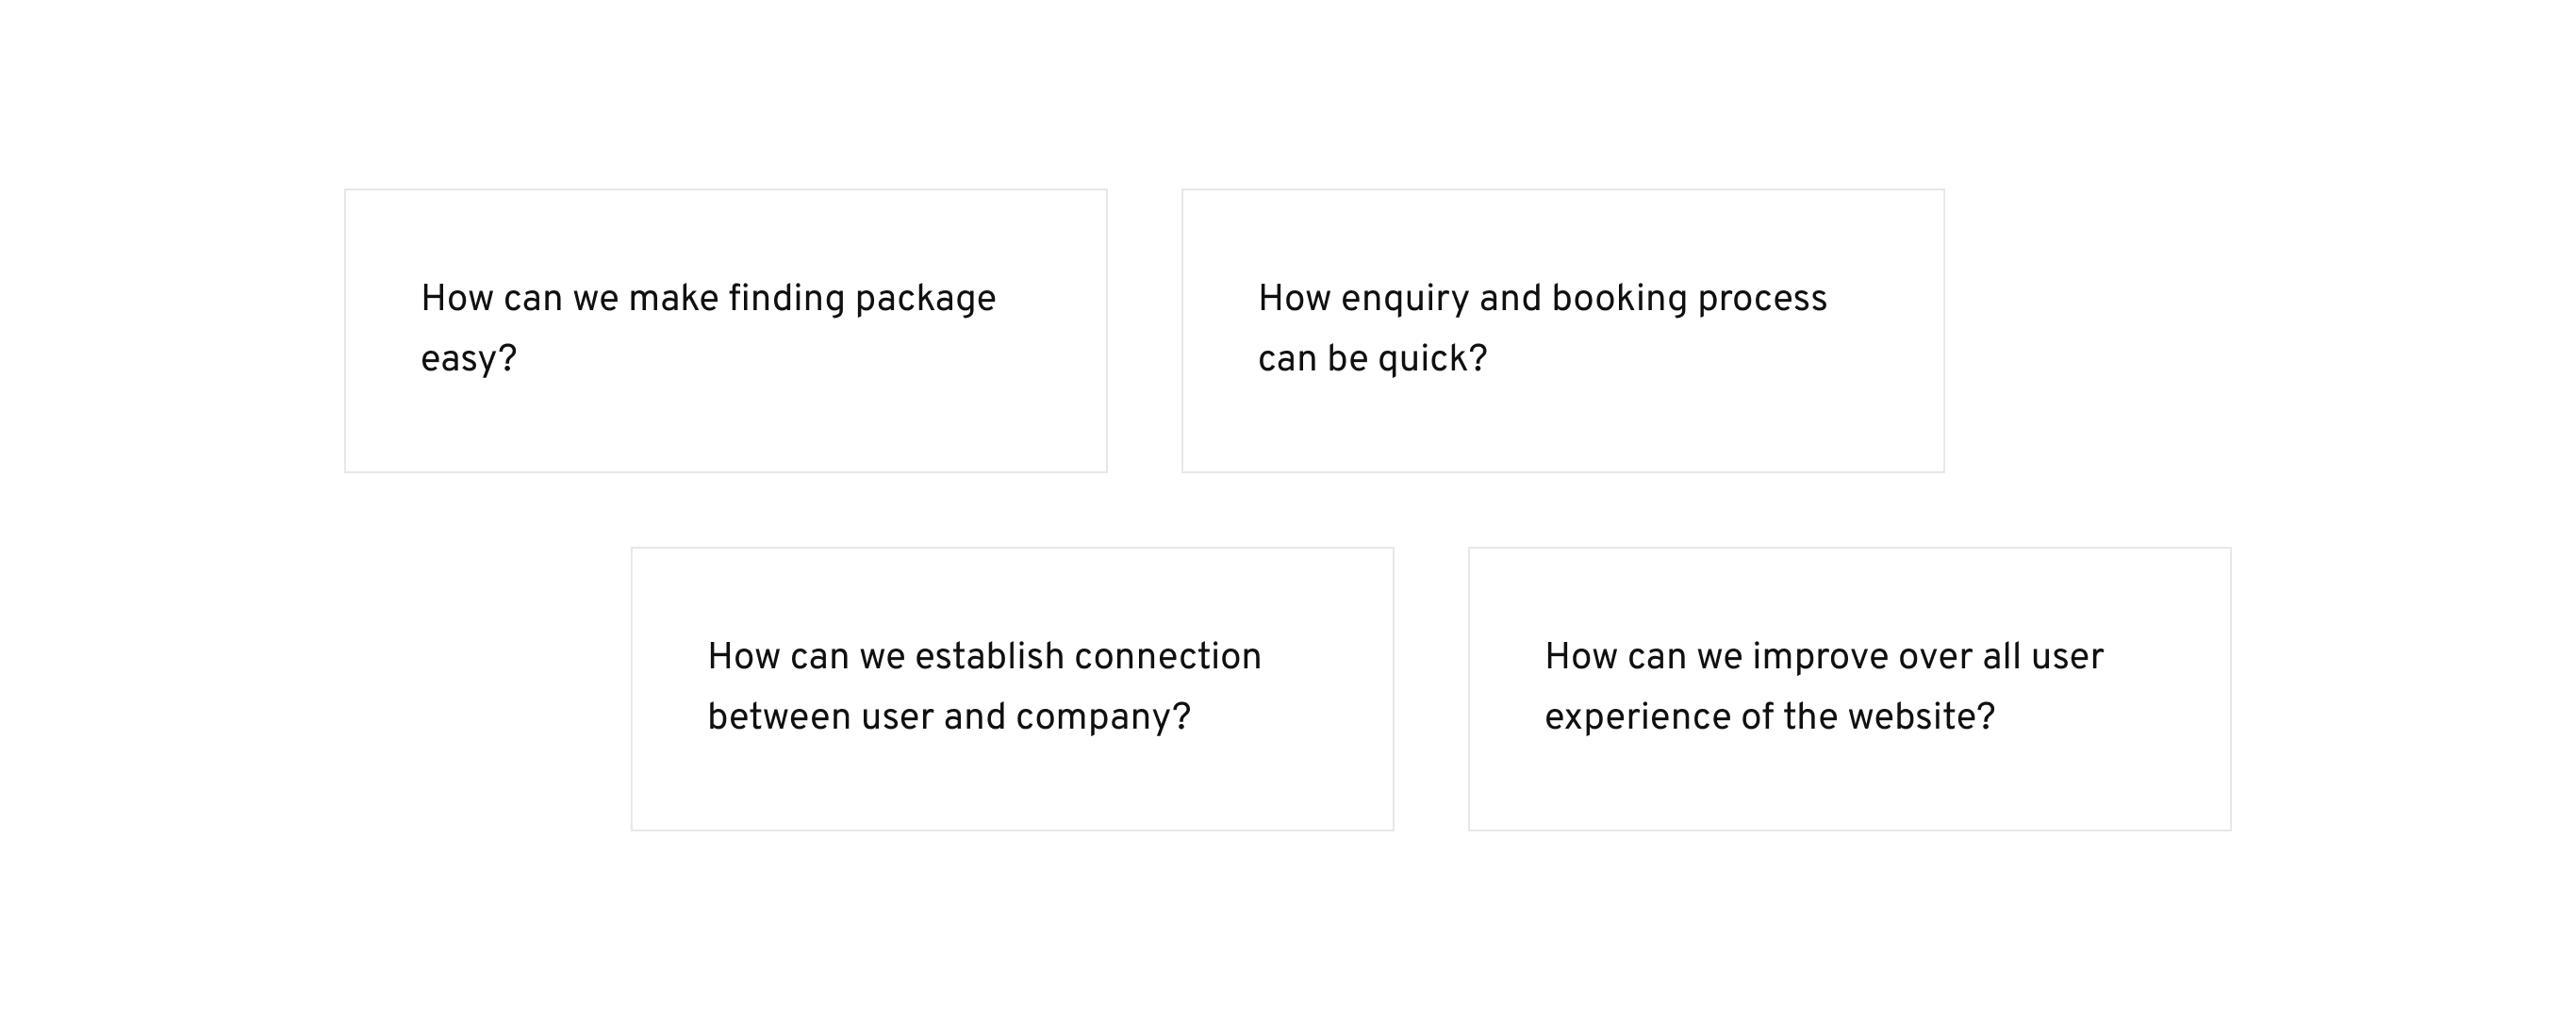 How can we make finding package
easy?
How enquiry and booking process
can be quick?
How can we establish connection
between user and company?
How can we improve over all user
experience of the website?